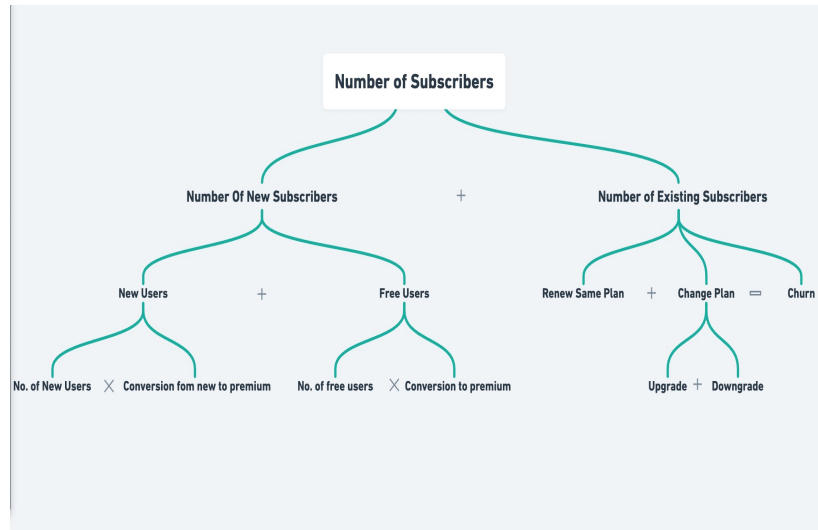 Number of Subscribers
Number Of New Subscribers + Number of Existing Subscribers
New Users + Free Users Renew Same Plan + Change Plan − Churn
No. of New Users × Conversion fom new to premium No. of free users × Conversion to premium Upgrade + Downgrade